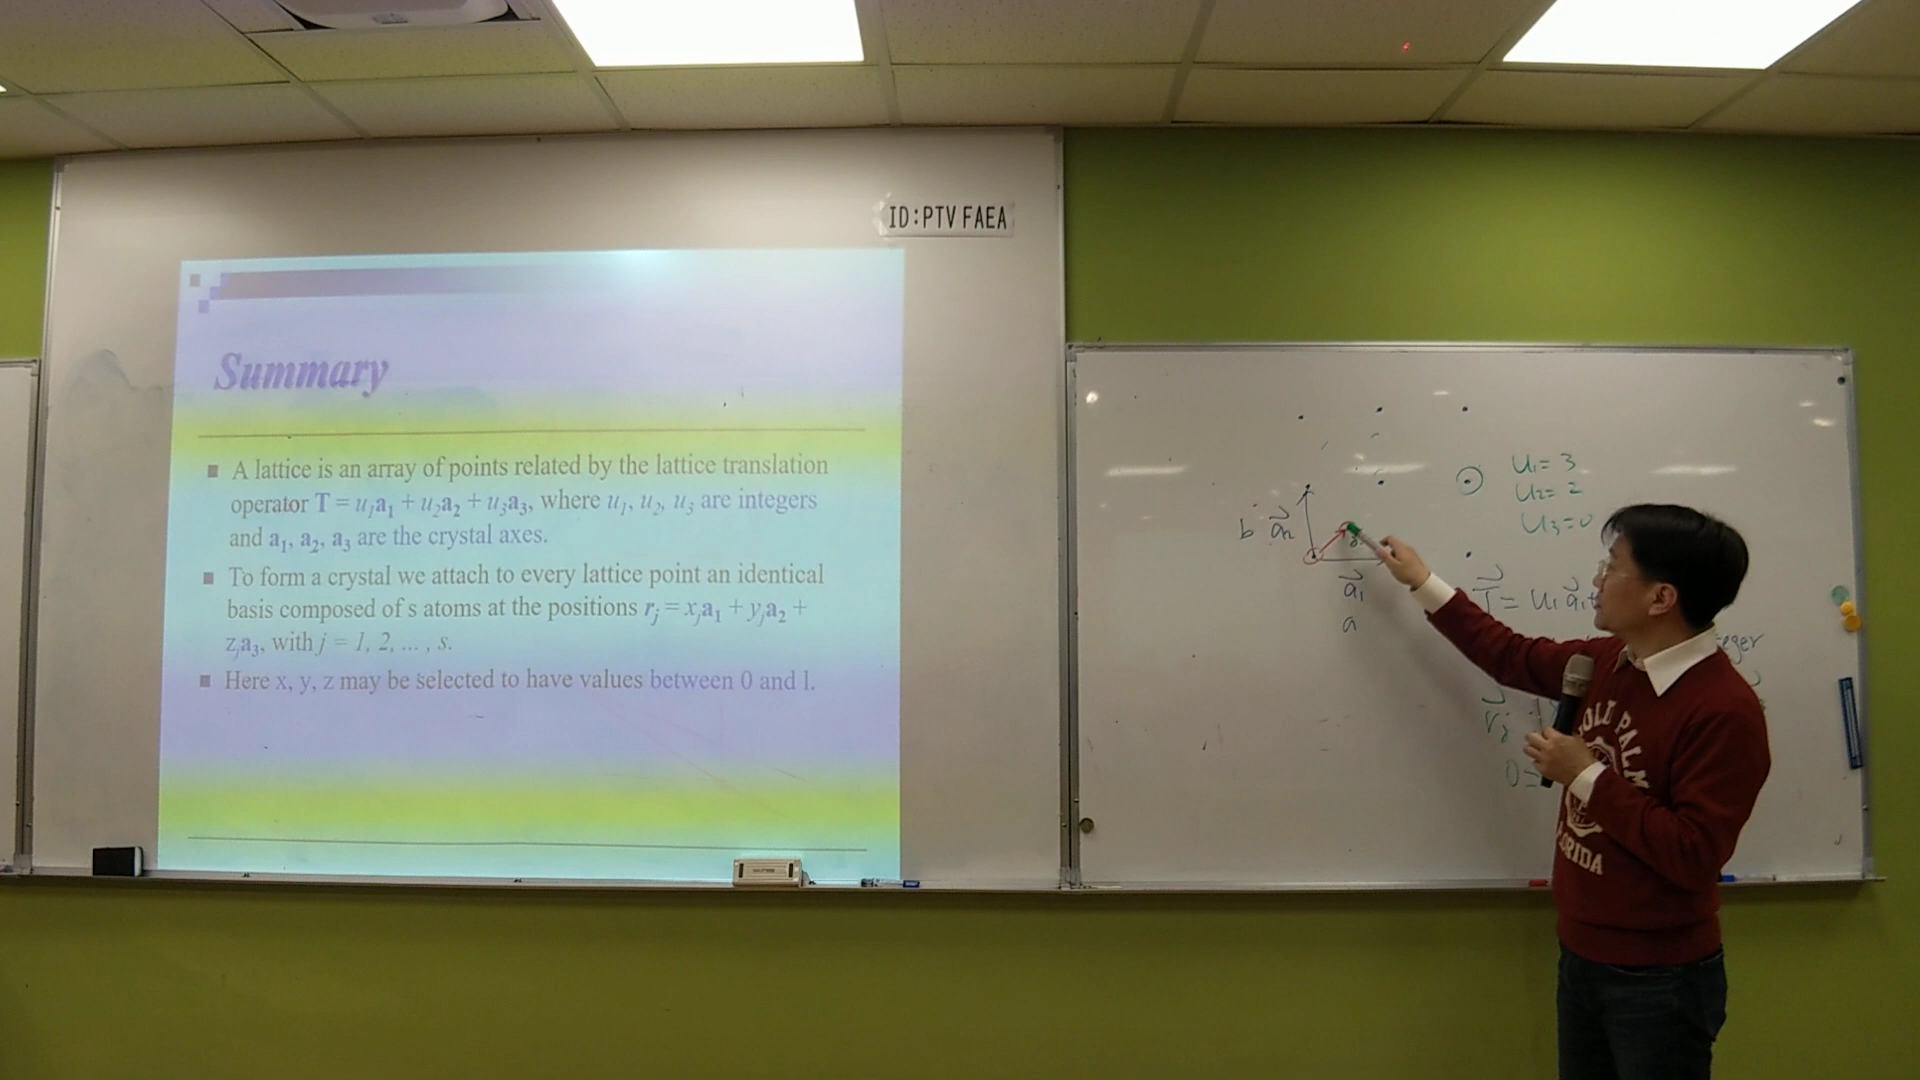 ID:PTV FAEA
Summary
A lattice is an array of points related by the lattice translation
operator T = u₁a₁ + u₂a₂ + u₃a₃, where u₁, u₂, u₃ are integers
and a₁, a₂, a₃ are the crystal axes.
To form a crystal we attach to every lattice point an identical
basis composed of s atoms at the positions rⱼ = xⱼa₁ + yⱼa₂ +
zⱼa₃, with j = 1, 2, ... , s.
Here x, y, z may be selected to have values between 0 and 1.
u₁= 3
u₂= 2
u₃=0
b a⃗₂
a⃗₁
a
T⃗ = u₁ a⃗₁+
r⃗ⱼ
PALM